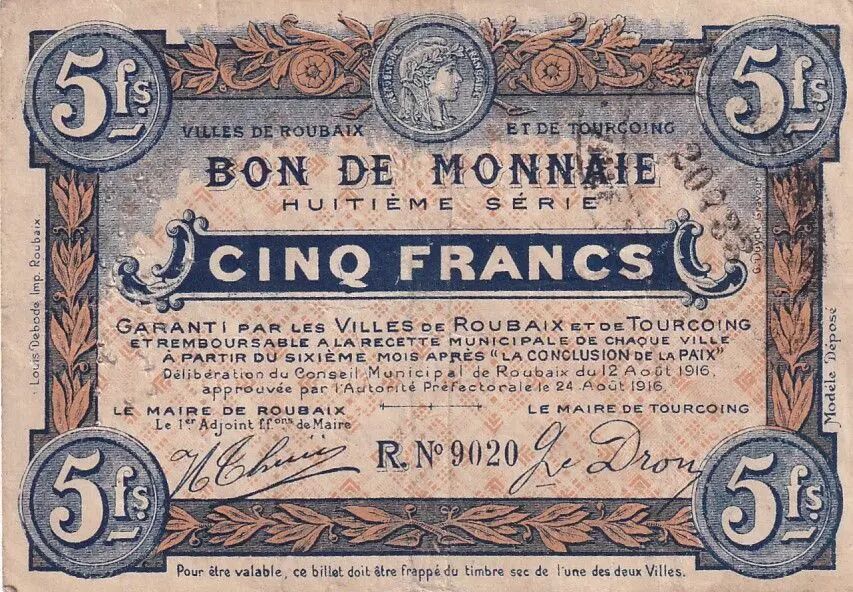 5fs
5fs
RÉPUBLIQUE FRANÇAISE
VILLES DE ROUBAIX ET DE TOURCOING
BON DE MONNAIE
HUITIÈME SÉRIE
CINQ FRANCS
GARANTI PAR LES VILLES DE ROUBAIX ET DE TOURCOING
ET REMBOURSABLE A LA RECETTE MUNICIPALE DE CHAQUE VILLE
À PARTIR DU SIXIÈME MOIS APRÈS "LA CONCLUSION DE LA PAIX"
Délibération du Conseil Municipal de Roubaix du 12 Août 1916,
approuvée par l'Autorité Préfectorale le 24 Août 1916.
LE MAIRE DE ROUBAIX
Le 1er Adjoint ffons de Maire
LE MAIRE DE TOURCOING
R. No 9020
Gve Dron
5fs
5fs
Pour être valable, ce billet doit être frappé du timbre sec de l'une des deux Villes.
Louis Debode Imp. Roubaix
Modèle Déposé